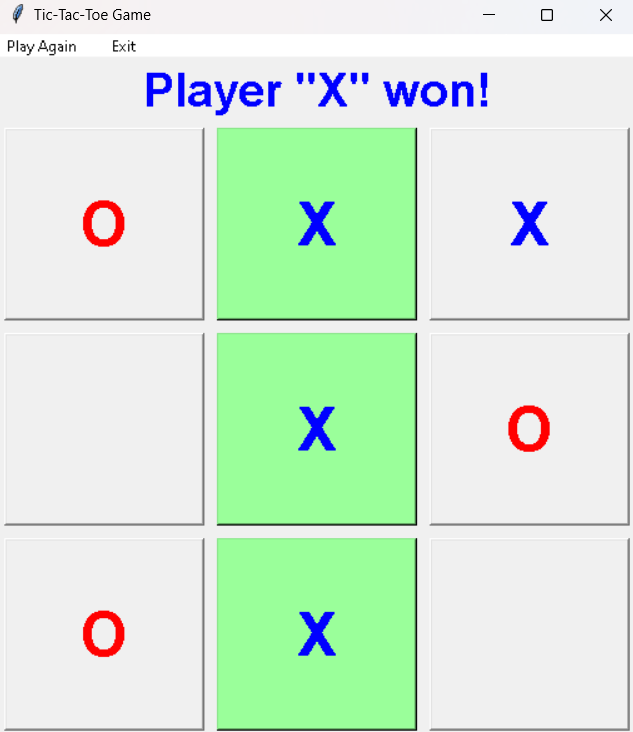 Tic-Tac-Toe Game
Play Again Exit
Player "X" won!
O X X
X O
O X